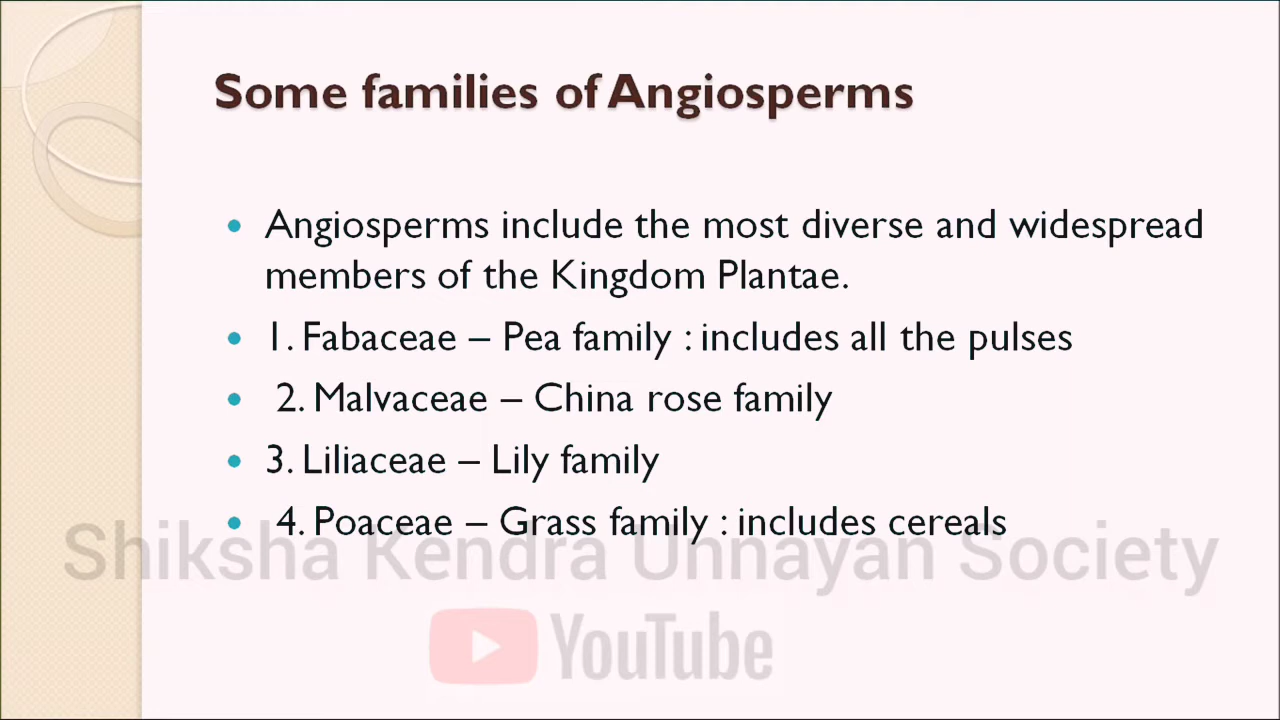 Some families of Angiosperms
• Angiosperms include the most diverse and widespread
members of the Kingdom Plantae.
• 1. Fabaceae – Pea family : includes all the pulses
• 2. Malvaceae – China rose family
• 3. Liliaceae – Lily family
• 4. Poaceae – Grass family : includes cereals
Shiksha Kendra Unnayan Society
YouTube